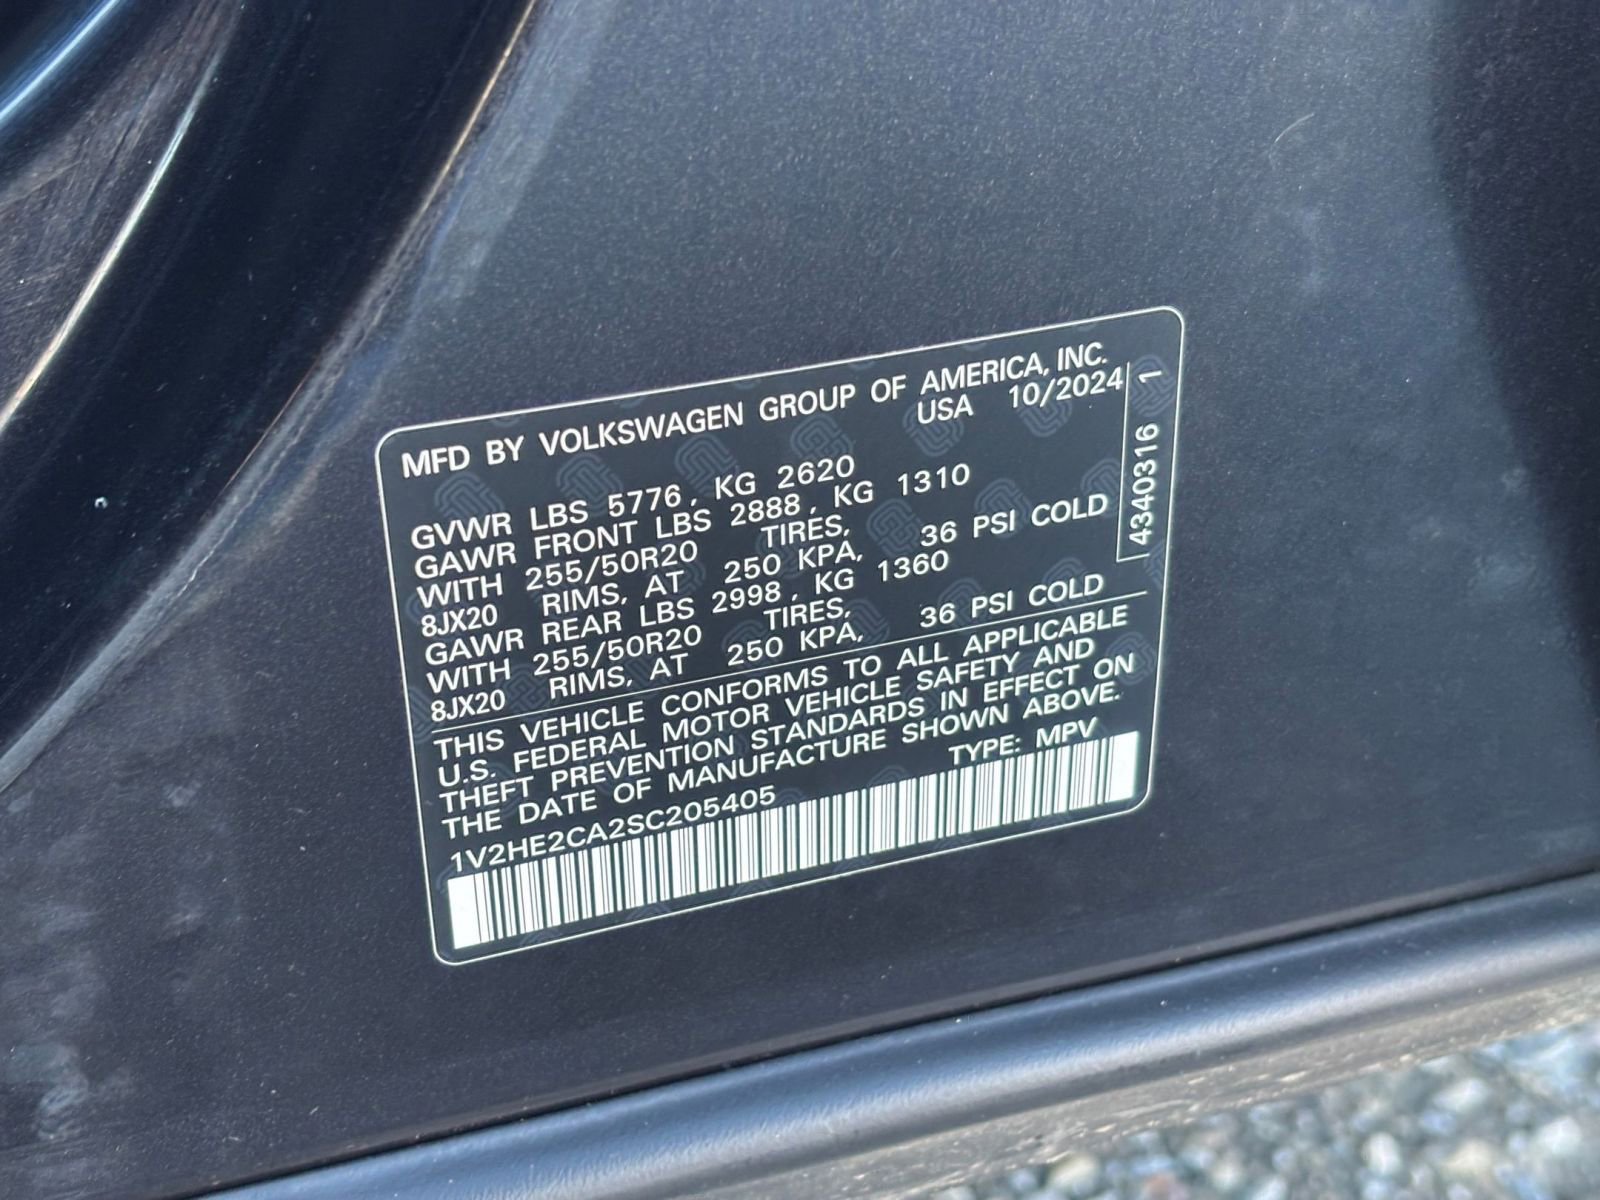 MFD BY VOLKSWAGEN GROUP OF AMERICA, INC.
USA 10/2024
GVWR LBS 5776, KG 2620
GAWR FRONT LBS 2888, KG 1310
WITH 255/50R20 TIRES,
8JX20 RIMS, AT 250 KPA, 36 PSI COLD
GAWR REAR LBS 2998, KG 1360
WITH 255/50R20 TIRES,
8JX20 RIMS, AT 250 KPA, 36 PSI COLD
THIS VEHICLE CONFORMS TO ALL APPLICABLE
U.S. FEDERAL MOTOR VEHICLE SAFETY AND
THEFT PREVENTION STANDARDS IN EFFECT ON
THE DATE OF MANUFACTURE SHOWN ABOVE.
TYPE: MPV
1V2HE2CA2SC205405
4340316 1